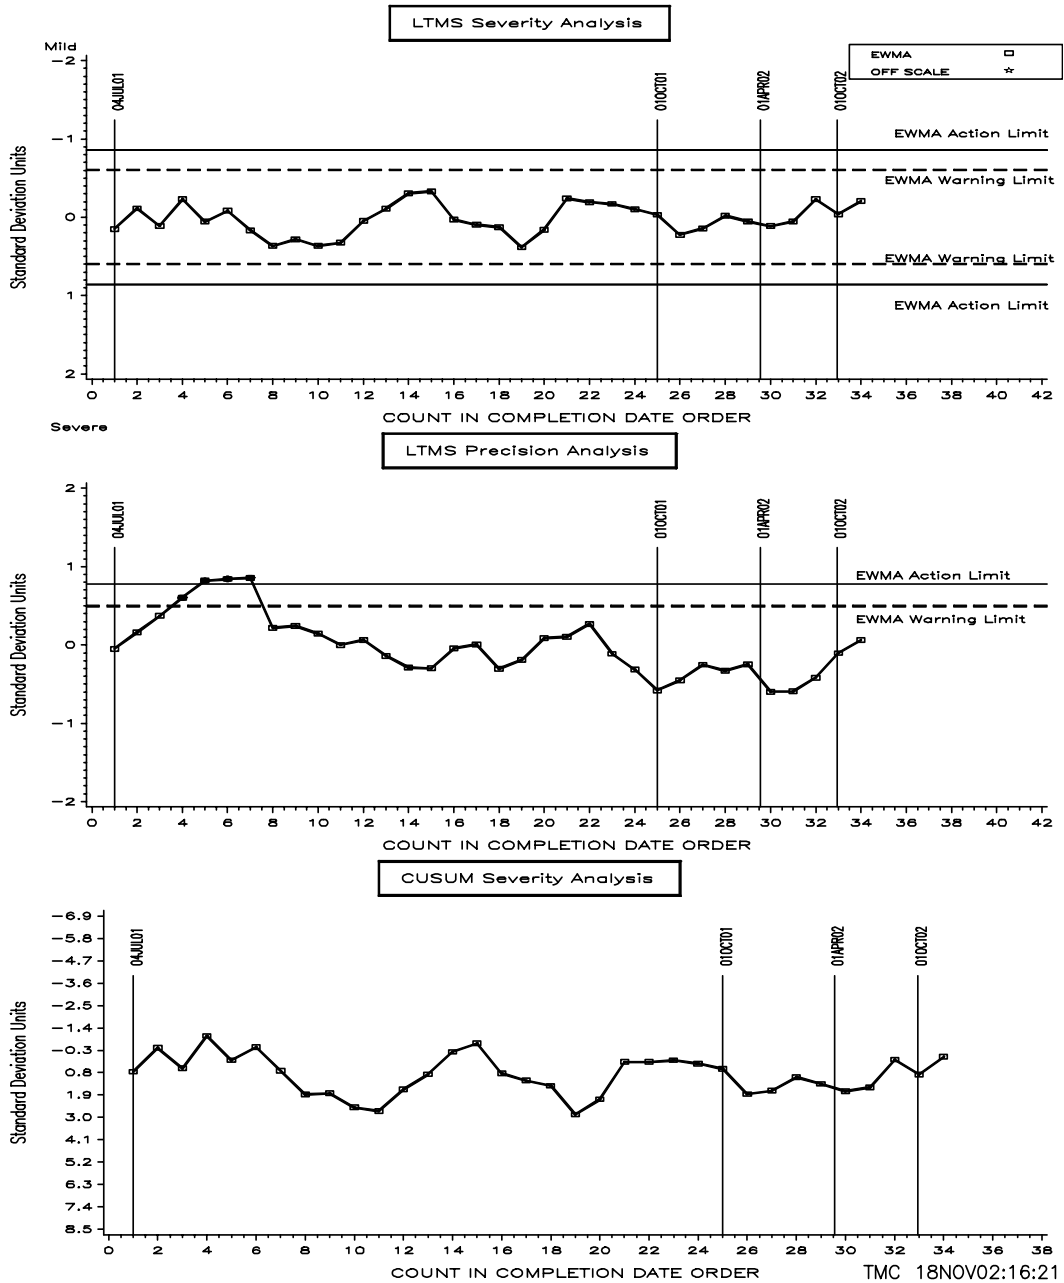 LTMS Severity Analysis
Mild
EWMA
OFF SCALE
04JUL01
01OCT01
01APR02
01OCT02
-2
-1
0
1
2
Standard Deviation Units
EWMA Action Limit
EWMA Warning Limit
EWMA Warning Limit
EWMA Action Limit
0 2 4 6 8 10 12 14 16 18 20 22 24 26 28 30 32 34 36 38 40 42
COUNT IN COMPLETION DATE ORDER
Severe
LTMS Precision Analysis
04JUL01
01OCT01
01APR02
01OCT02
2
1
0
-1
-2
Standard Deviation Units
EWMA Action Limit
EWMA Warning Limit
0 2 4 6 8 10 12 14 16 18 20 22 24 26 28 30 32 34 36 38 40 42
COUNT IN COMPLETION DATE ORDER
CUSUM Severity Analysis
04JUL01
01OCT01
01APR02
01OCT02
-6.9
-5.8
-4.7
-3.6
-2.5
-1.4
-0.3
0.8
1.9
3.0
4.1
5.2
6.3
7.4
8.5
Standard Deviation Units
0 2 4 6 8 10 12 14 16 18 20 22 24 26 28 30 32 34 36 38
COUNT IN COMPLETION DATE ORDER
TMC 18NOV02:16:21